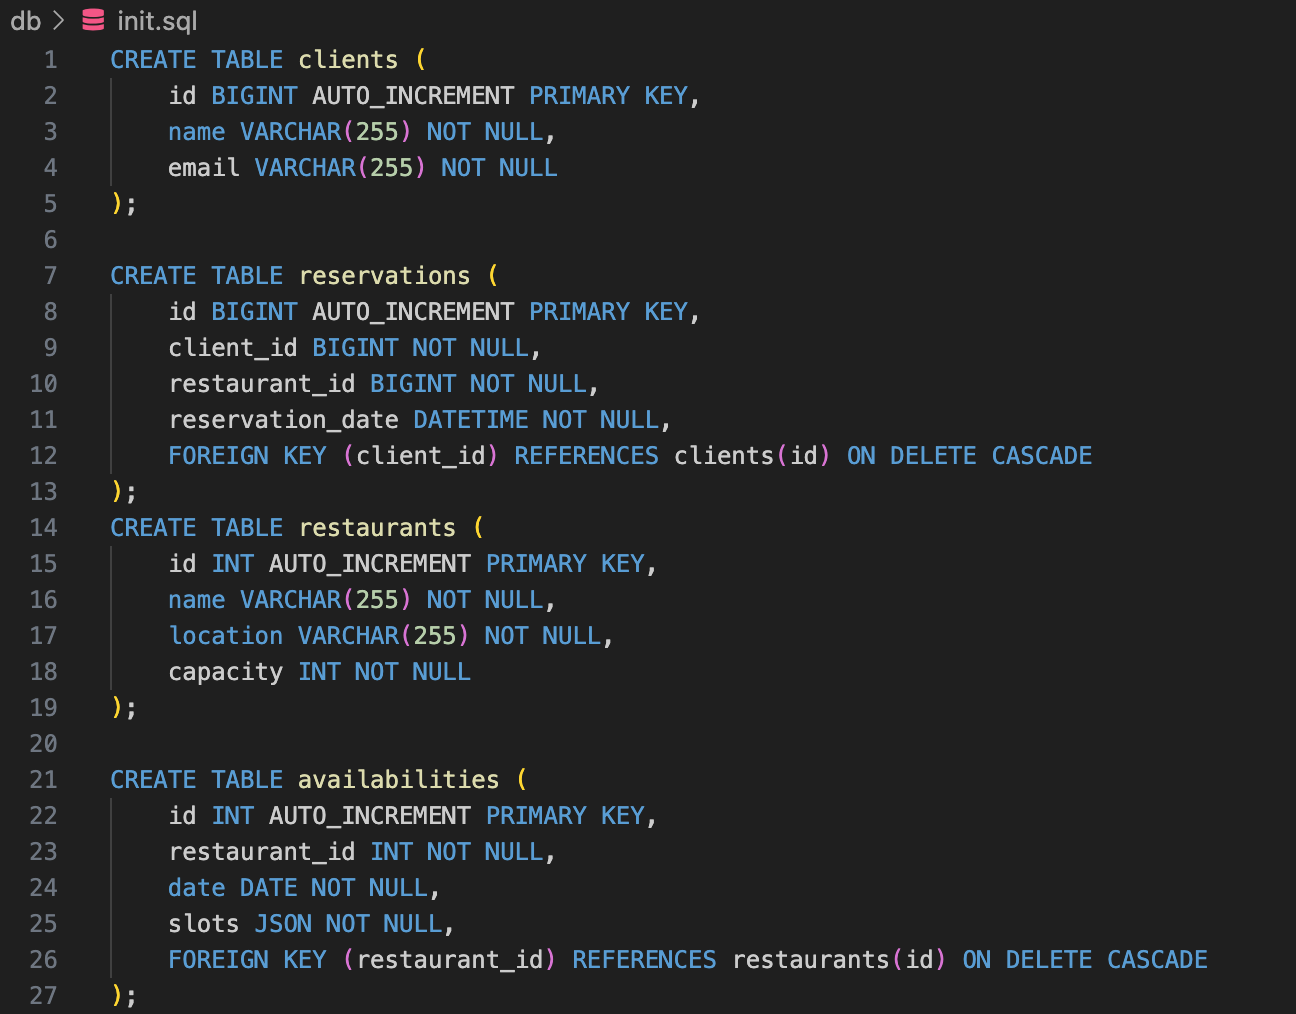 db > init.sql
1 CREATE TABLE clients (
2     id BIGINT AUTO_INCREMENT PRIMARY KEY,
3     name VARCHAR(255) NOT NULL,
4     email VARCHAR(255) NOT NULL
5 );
6
7 CREATE TABLE reservations (
8     id BIGINT AUTO_INCREMENT PRIMARY KEY,
9     client_id BIGINT NOT NULL,
10     restaurant_id BIGINT NOT NULL,
11     reservation_date DATETIME NOT NULL,
12     FOREIGN KEY (client_id) REFERENCES clients(id) ON DELETE CASCADE
13 );
14 CREATE TABLE restaurants (
15     id INT AUTO_INCREMENT PRIMARY KEY,
16     name VARCHAR(255) NOT NULL,
17     location VARCHAR(255) NOT NULL,
18     capacity INT NOT NULL
19 );
20
21 CREATE TABLE availabilities (
22     id INT AUTO_INCREMENT PRIMARY KEY,
23     restaurant_id INT NOT NULL,
24     date DATE NOT NULL,
25     slots JSON NOT NULL,
26     FOREIGN KEY (restaurant_id) REFERENCES restaurants(id) ON DELETE CASCADE
27 );